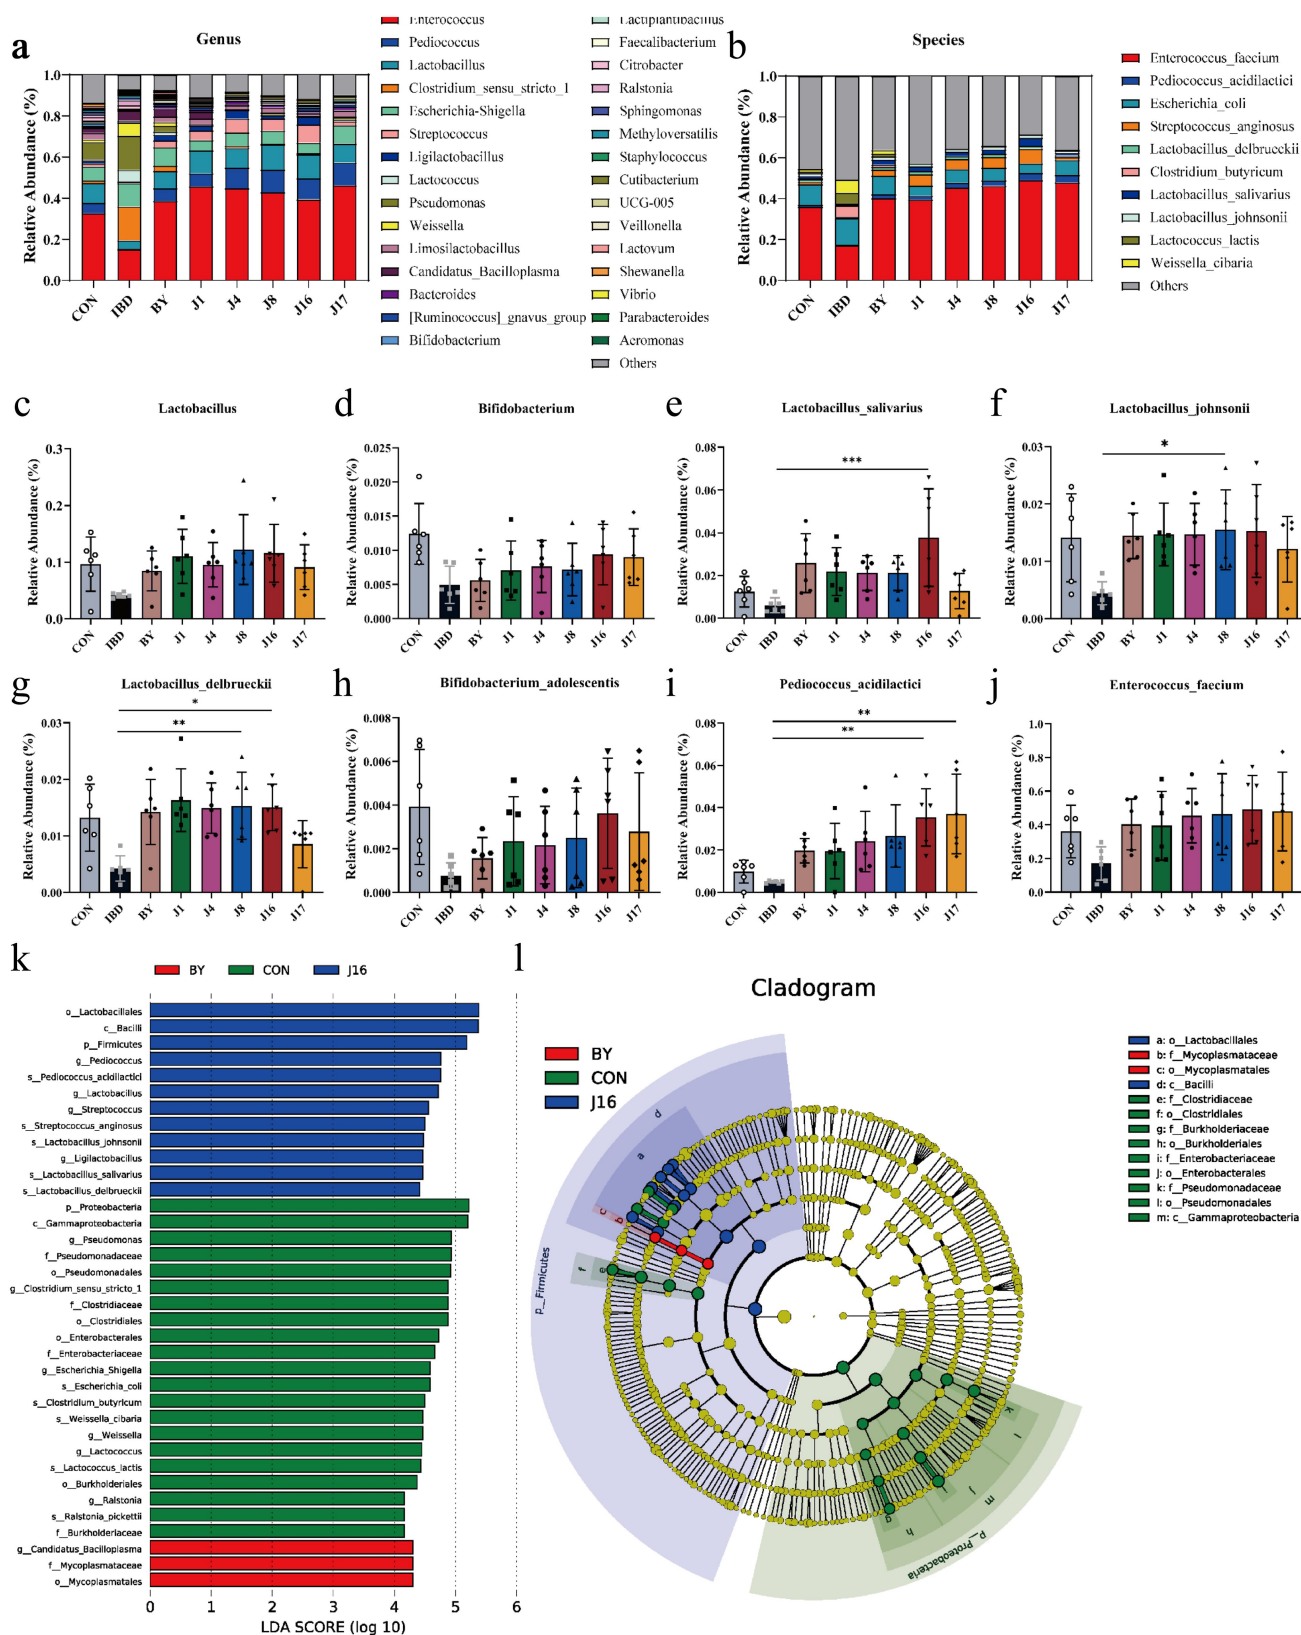 a
Genus
Relative Abundance (%)
1.0
0.8
0.6
0.4
0.2
0.0
CON
IBD
BY
J1
J4
J8
J16
J17
Enterococcus
Pediococcus
Lactobacillus
Clostridium_sensu_stricto_1
Escherichia-Shigella
Streptococcus
Ligilactobacillus
Lactococcus
Pseudomonas
Weissella
Limosilactobacillus
Candidatus_Bacilloplasma
Bacteroides
[Ruminococcus]_gnavus_group
Bifidobacterium
Lactiplantibacillus
Faecalibacterium
Citrobacter
Ralstonia
Sphingomonas
Methyloversatilis
Staphylococcus
Cutibacterium
UCG-005
Veillonella
Lactovum
Shewanella
Vibrio
Parabacteroides
Aeromonas
Others
b
Species
Relative Abundance (%)
1.0
0.8
0.6
0.4
0.2
0.0
CON
IBD
BY
J1
J4
J8
J16
J17
Enterococcus_faecium
Pediococcus_acidilactici
Escherichia_coli
Streptococcus_anginosus
Lactobacillus_delbrueckii
Clostridium_butyricum
Lactobacillus_salivarius
Lactobacillus_johnsonii
Lactococcus_lactis
Weissella_cibaria
Others
c
Lactobacillus
Relative Abundance (%)
0.3
0.2
0.1
0.0
CON
IBD
BY
J1
J4
J8
J16
J17
d
Bifidobacterium
Relative Abundance (%)
0.025
0.020
0.015
0.010
0.005
0.000
CON
IBD
BY
J1
J4
J8
J16
J17
e
Lactobacillus_salivarius
Relative Abundance (%)
0.08
0.06
0.04
0.02
0.00
***
CON
IBD
BY
J1
J4
J8
J16
J17
f
Lactobacillus_johnsonii
Relative Abundance (%)
0.03
0.02
0.01
0.00
*
CON
IBD
BY
J1
J4
J8
J16
J17
g
Lactobacillus_delbrueckii
Relative Abundance (%)
0.03
0.02
0.01
0.00
*
**
CON
IBD
BY
J1
J4
J8
J16
J17
h
Bifidobacterium_adolescentis
Relative Abundance (%)
0.008
0.006
0.004
0.002
0.000
CON
IBD
BY
J1
J4
J8
J16
J17
i
Pediococcus_acidilactici
Relative Abundance (%)
0.08
0.06
0.04
0.02
0.00
**
**
CON
IBD
BY
J1
J4
J8
J16
J17
j
Enterococcus_faecium
Relative Abundance (%)
1.0
0.8
0.6
0.4
0.2
0.0
CON
IBD
BY
J1
J4
J8
J16
J17
k
BY
CON
J16
o__Lactobacillales
c__Bacilli
p__Firmicutes
g__Pediococcus
s__Pediococcus_acidilactici
g__Lactobacillus
g__Streptococcus
s__Streptococcus_anginosus
s__Lactobacillus_johnsonii
g__Ligilactobacillus
s__Lactobacillus_salivarius
s__Lactobacillus_delbrueckii
p__Proteobacteria
c__Gammaproteobacteria
g__Pseudomonas
f__Pseudomonadaceae
o__Pseudomonadales
g__Clostridium_sensu_stricto_1
f__Clostridiaceae
o__Clostridiales
o__Enterobacterales
f__Enterobacteriaceae
g__Escherichia_Shigella
s__Escherichia_coli
s__Clostridium_butyricum
s__Weissella_cibaria
g__Weissella
g__Lactococcus
s__Lactococcus_lactis
o__Burkholderiales
g__Ralstonia
s__Ralstonia_pickettii
f__Burkholderiaceae
g__Candidatus_Bacilloplasma
f__Mycoplasmataceae
o__Mycoplasmatales
0
1
2
3
4
5
6
LDA SCORE (log 10)
l
Cladogram
BY
CON
J16
p__Firmicutes
d
a
c
b
f
e
k
l
j
m
i
h
g
p__Proteobacteria
a: o__Lactobacillales
b: f__Mycoplasmataceae
c: o__Mycoplasmatales
d: c__Bacilli
e: f__Clostridiaceae
f: o__Clostridiales
g: f__Burkholderiaceae
h: o__Burkholderiales
i: f__Enterobacteriaceae
j: o__Enterobacterales
k: f__Pseudomonadaceae
l: o__Pseudomonadales
m: c__Gammaproteobacteria